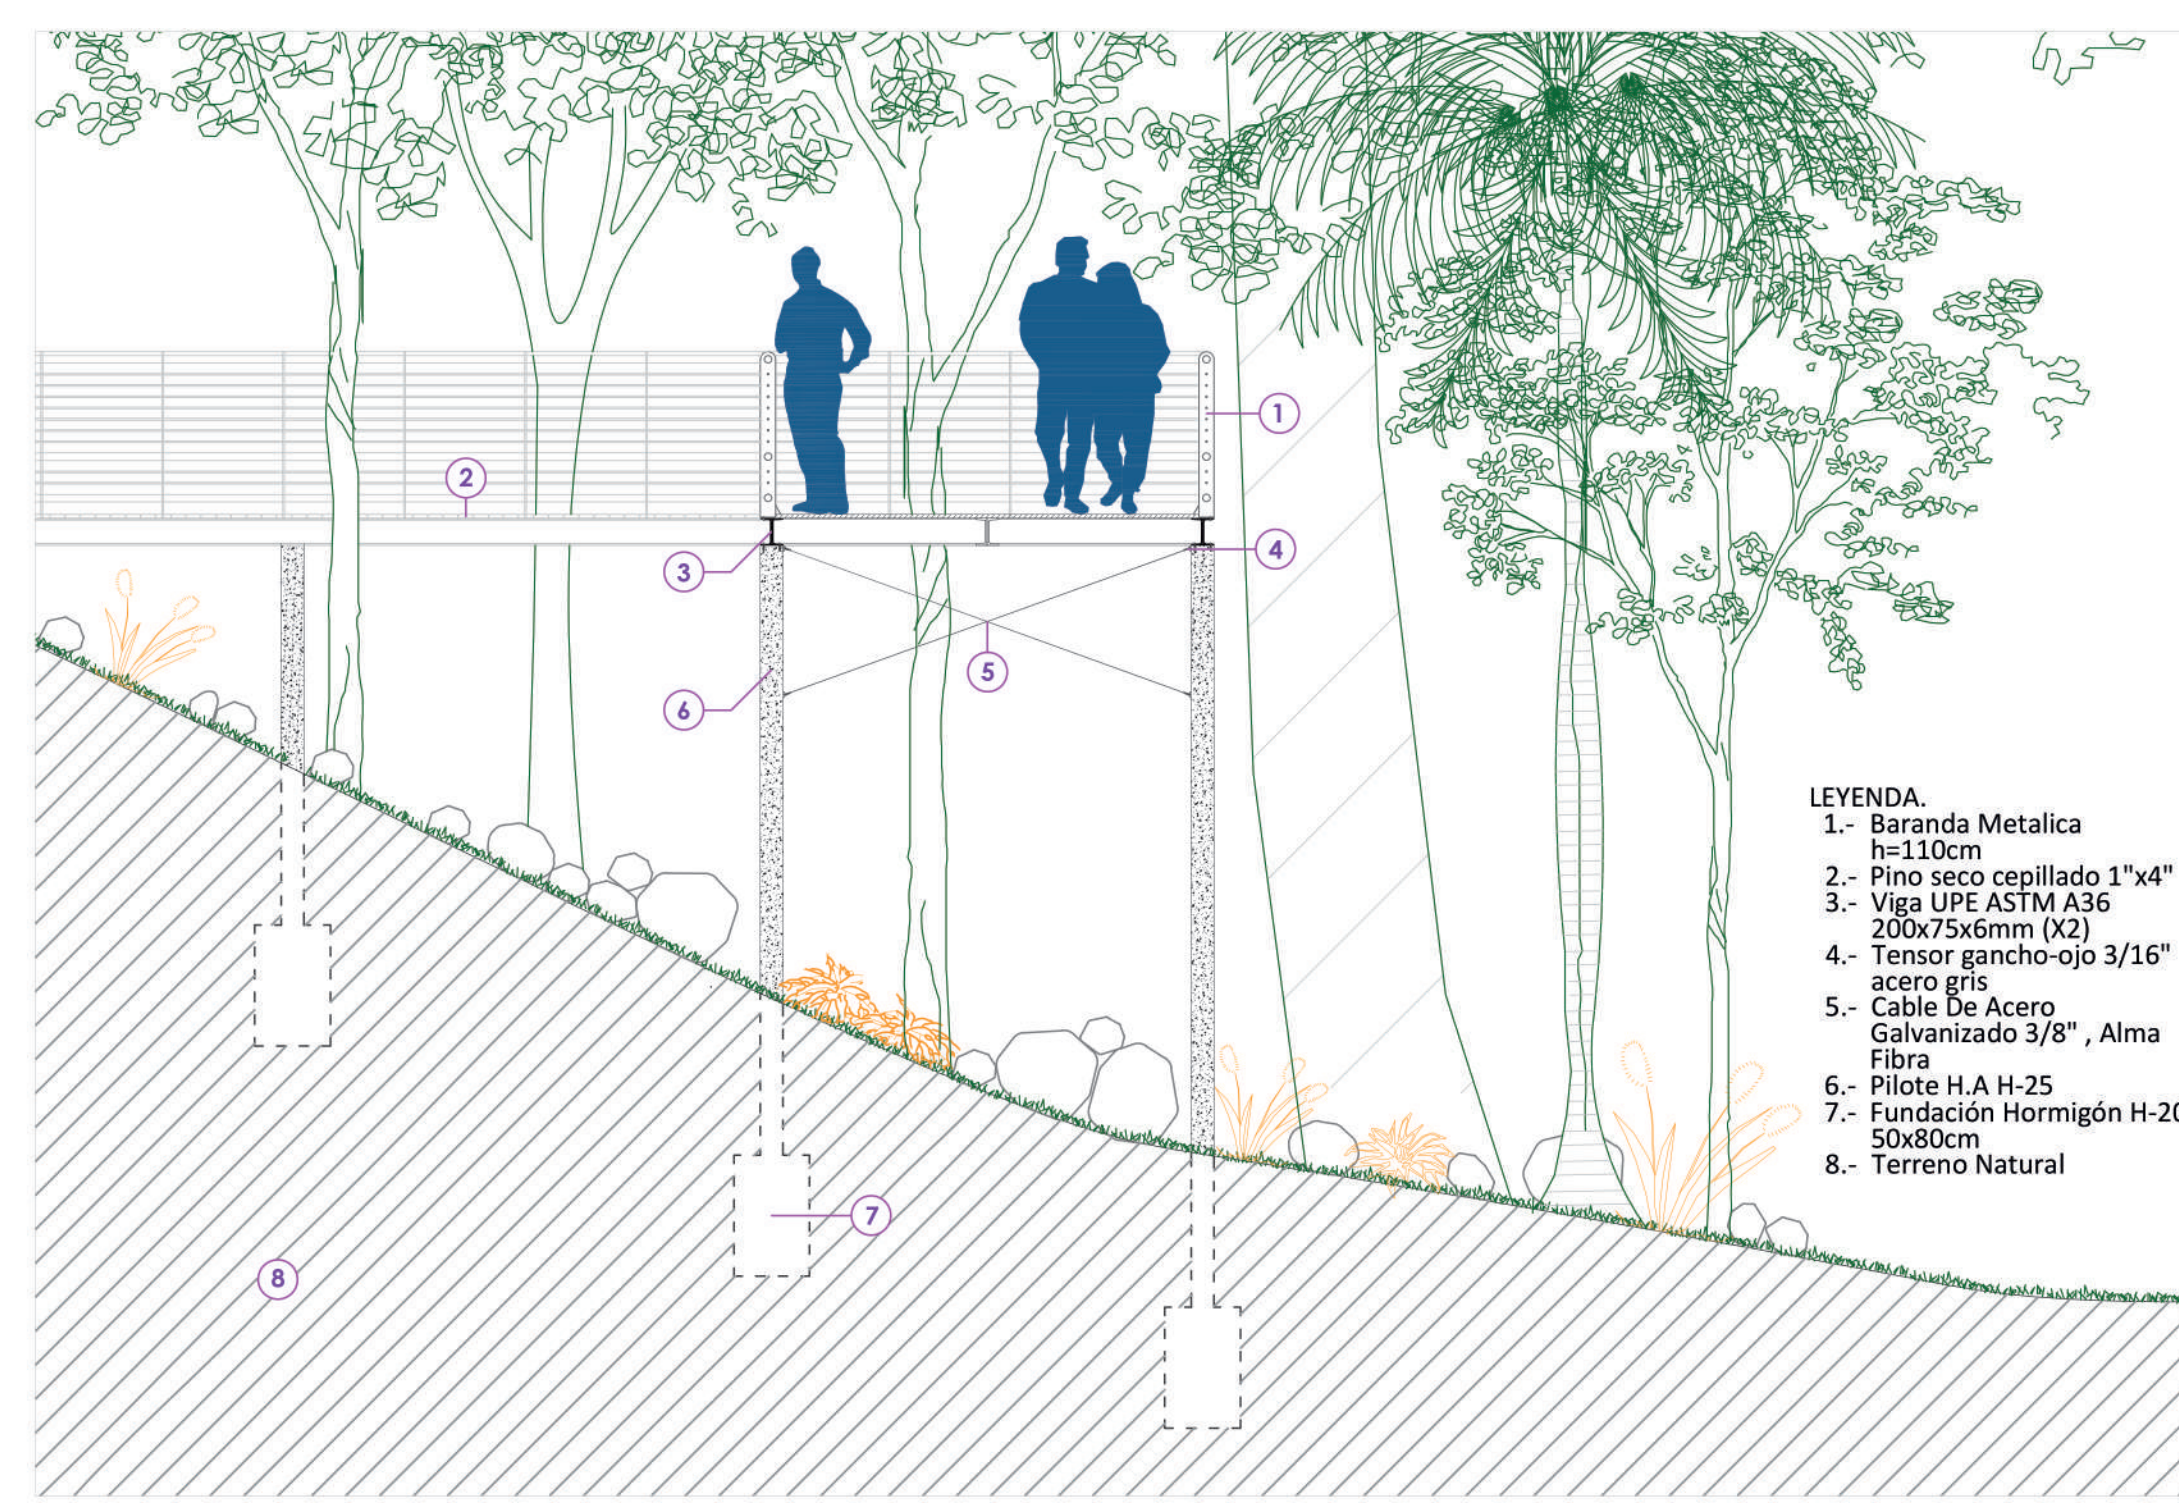 1
2
3
4
5
6
7
8
LEYENDA.
1.- Baranda Metalica
h=110cm
2.- Pino seco cepillado 1"x4"
3.- Viga UPE ASTM A36
200x75x6mm (X2)
4.- Tensor gancho-ojo 3/16"
acero gris
5.- Cable De Acero
Galvanizado 3/8" , Alma
Fibra
6.- Pilote H.A H-25
7.- Fundación Hormigón H-20
50x80cm
8.- Terreno Natural